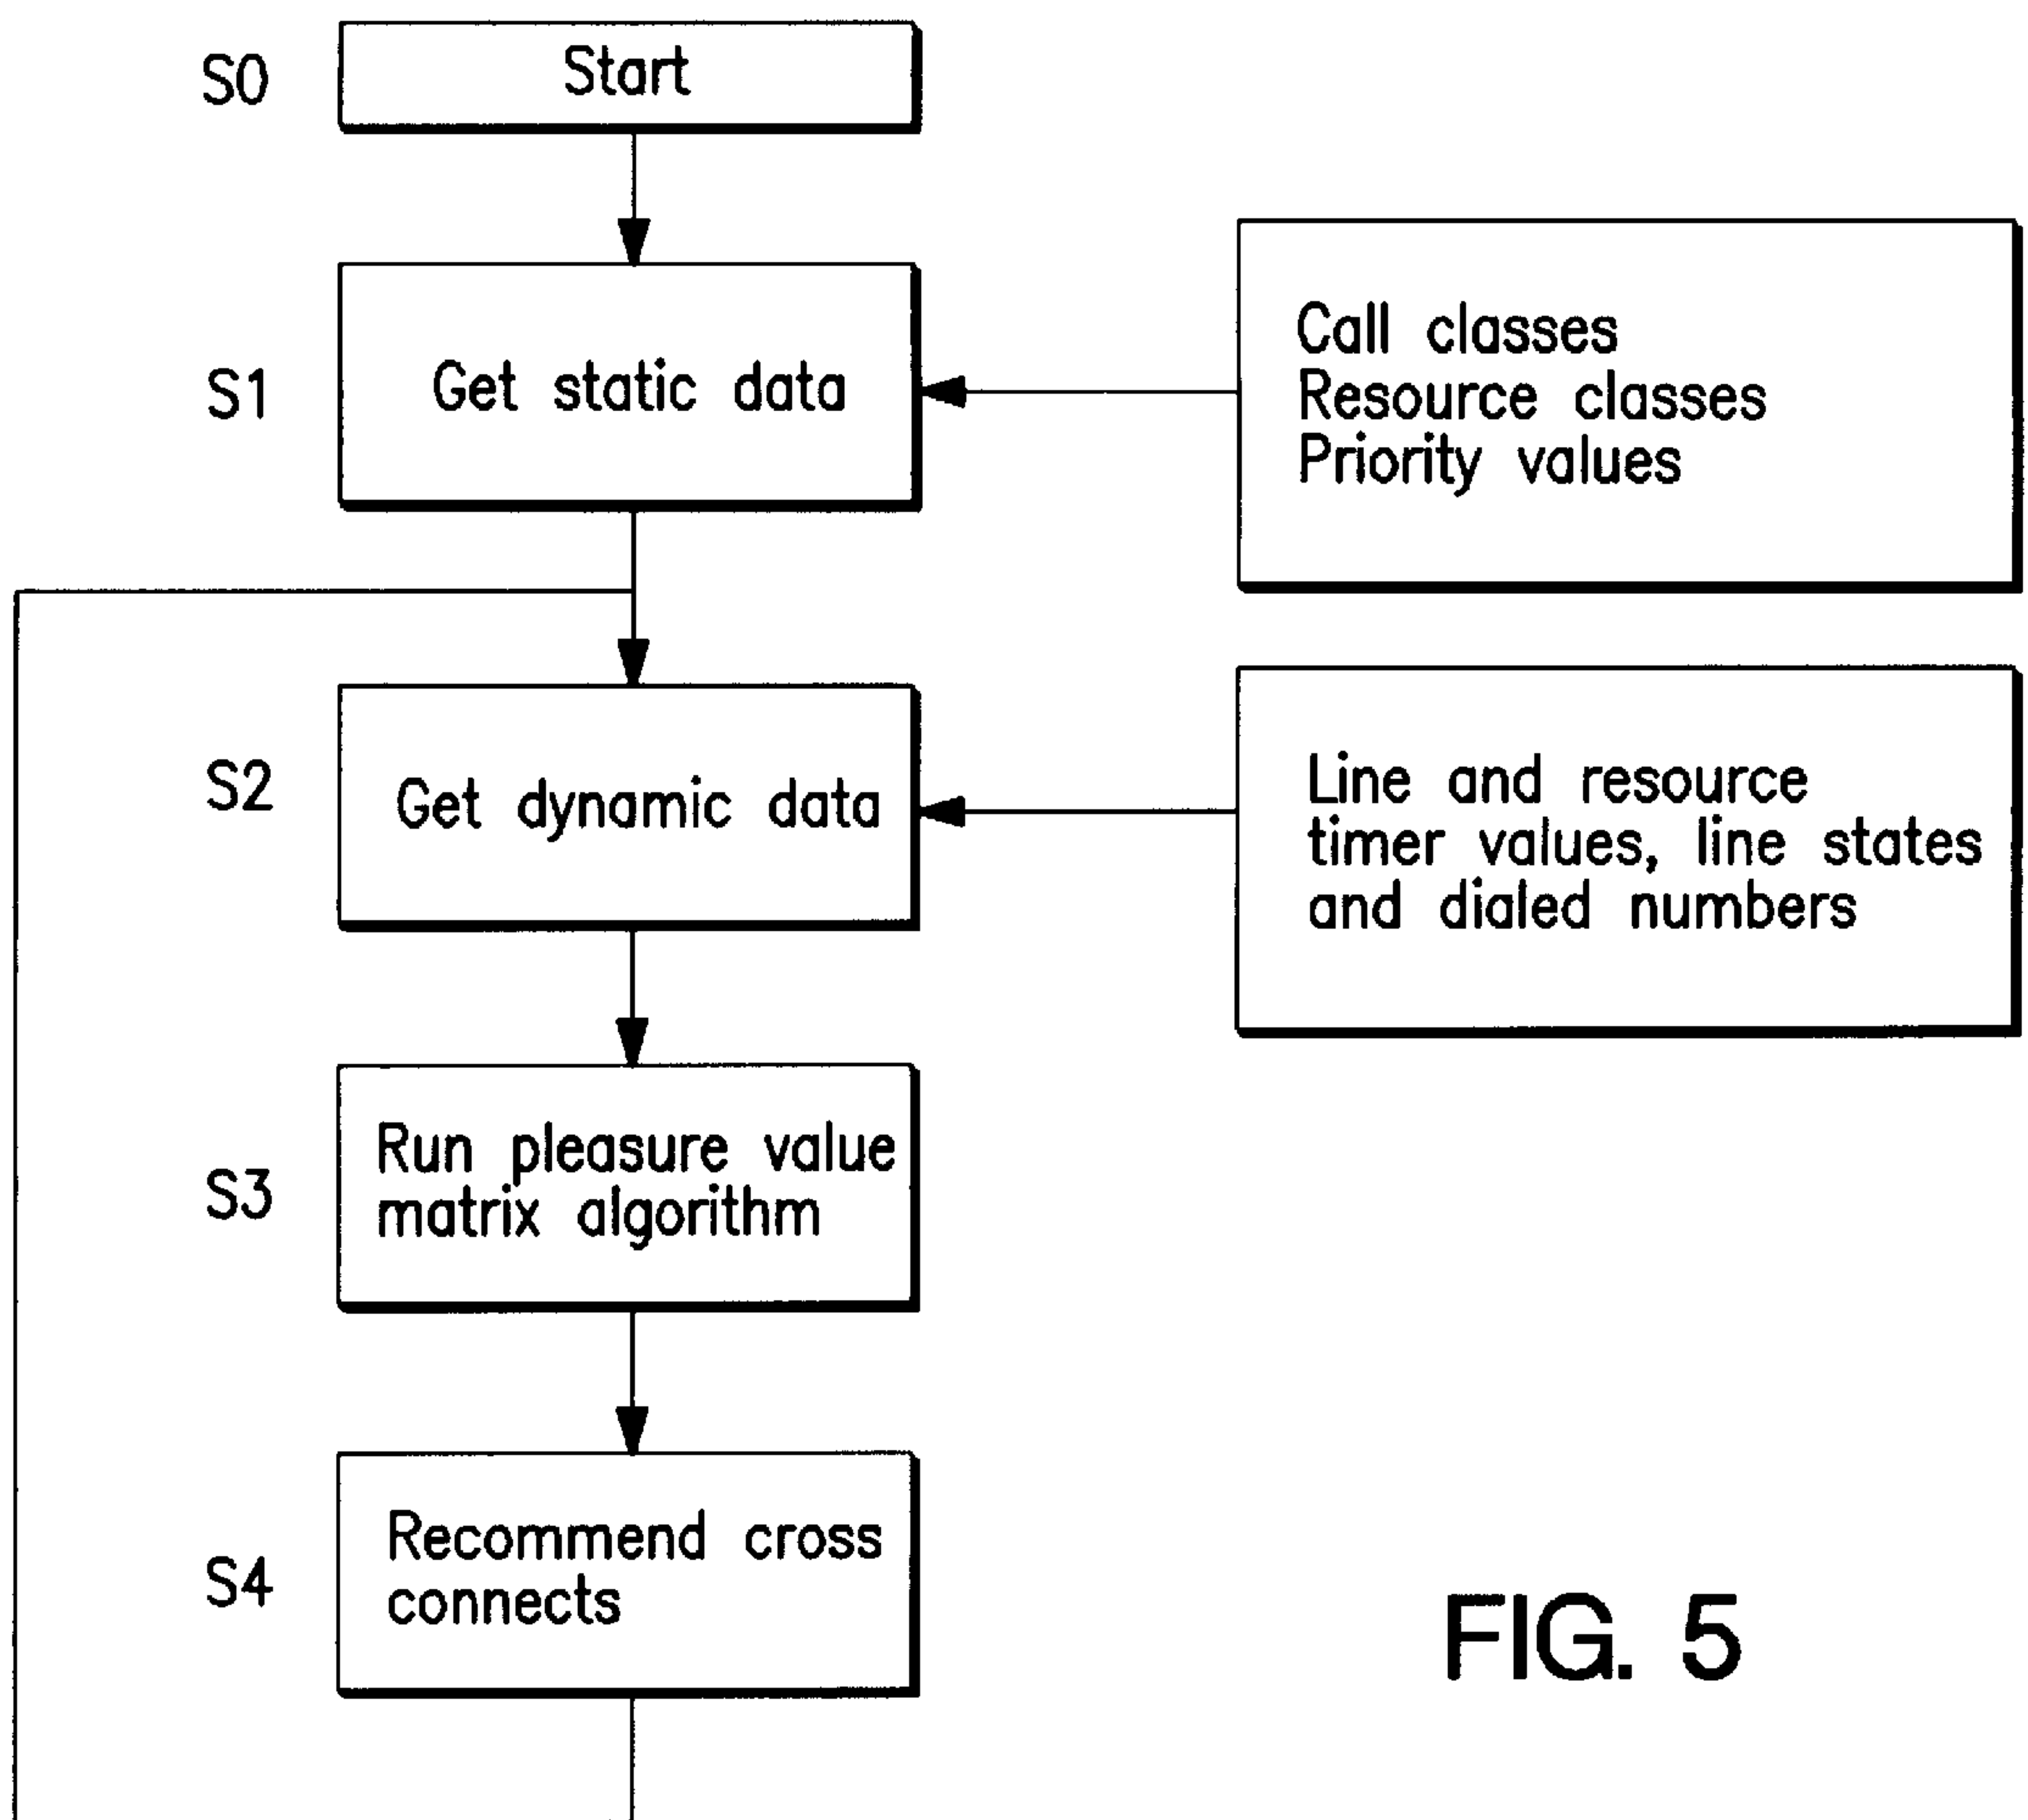 S0
Start
S1
Get static data
Call classes
Resource classes
Priority values
S2
Get dynamic data
Line and resource
timer values, line states
and dialed numbers
S3
Run pleasure value
matrix algorithm
S4
Recommend cross
connects
FIG. 5